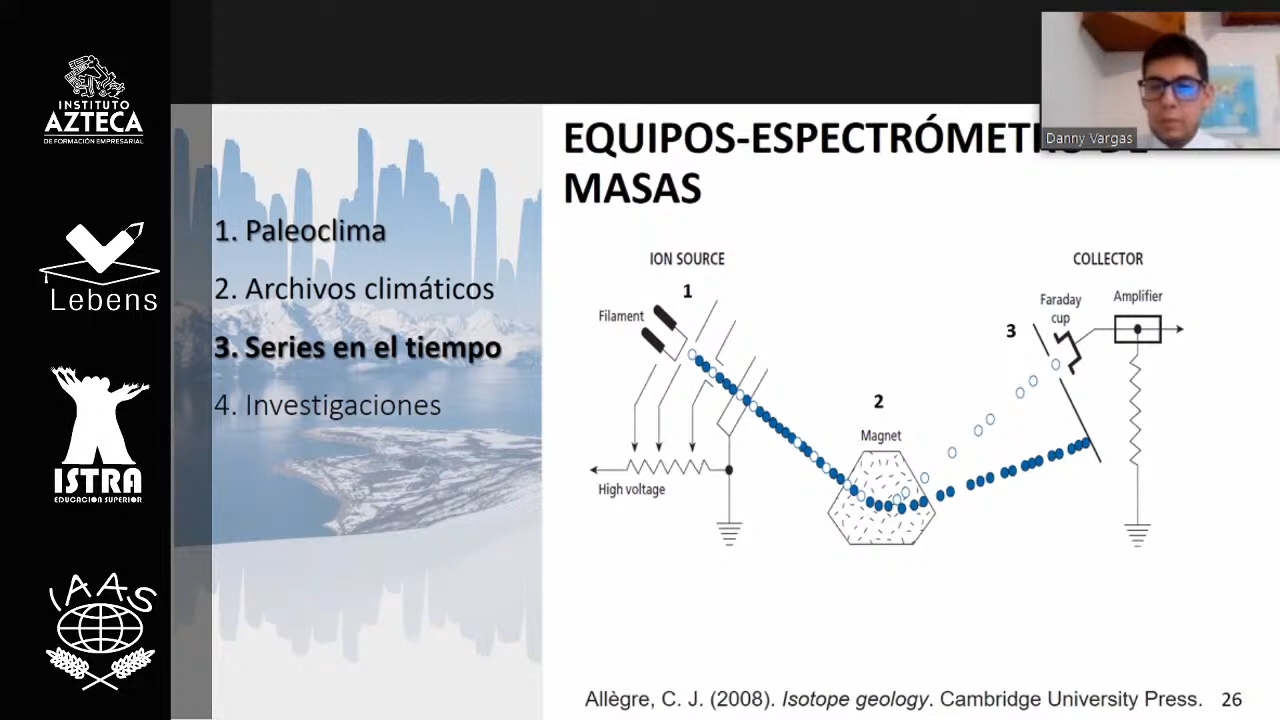 INSTITUTO
AZTECA
DE FORMACIÓN EMPRESARIAL
Lebens
ISTRA
EDUCACION SUPERIOR
IAAS
1. Paleoclima
2. Archivos climáticos
3. Series en el tiempo
4. Investigaciones
EQUIPOS-ESPECTRÓMETRO DE
MASAS
Danny Vargas
ION SOURCE
1
Filament
High voltage
2
Magnet
COLLECTOR
Faraday
cup
Amplifier
3
Allègre, C. J. (2008). Isotope geology. Cambridge University Press.
26